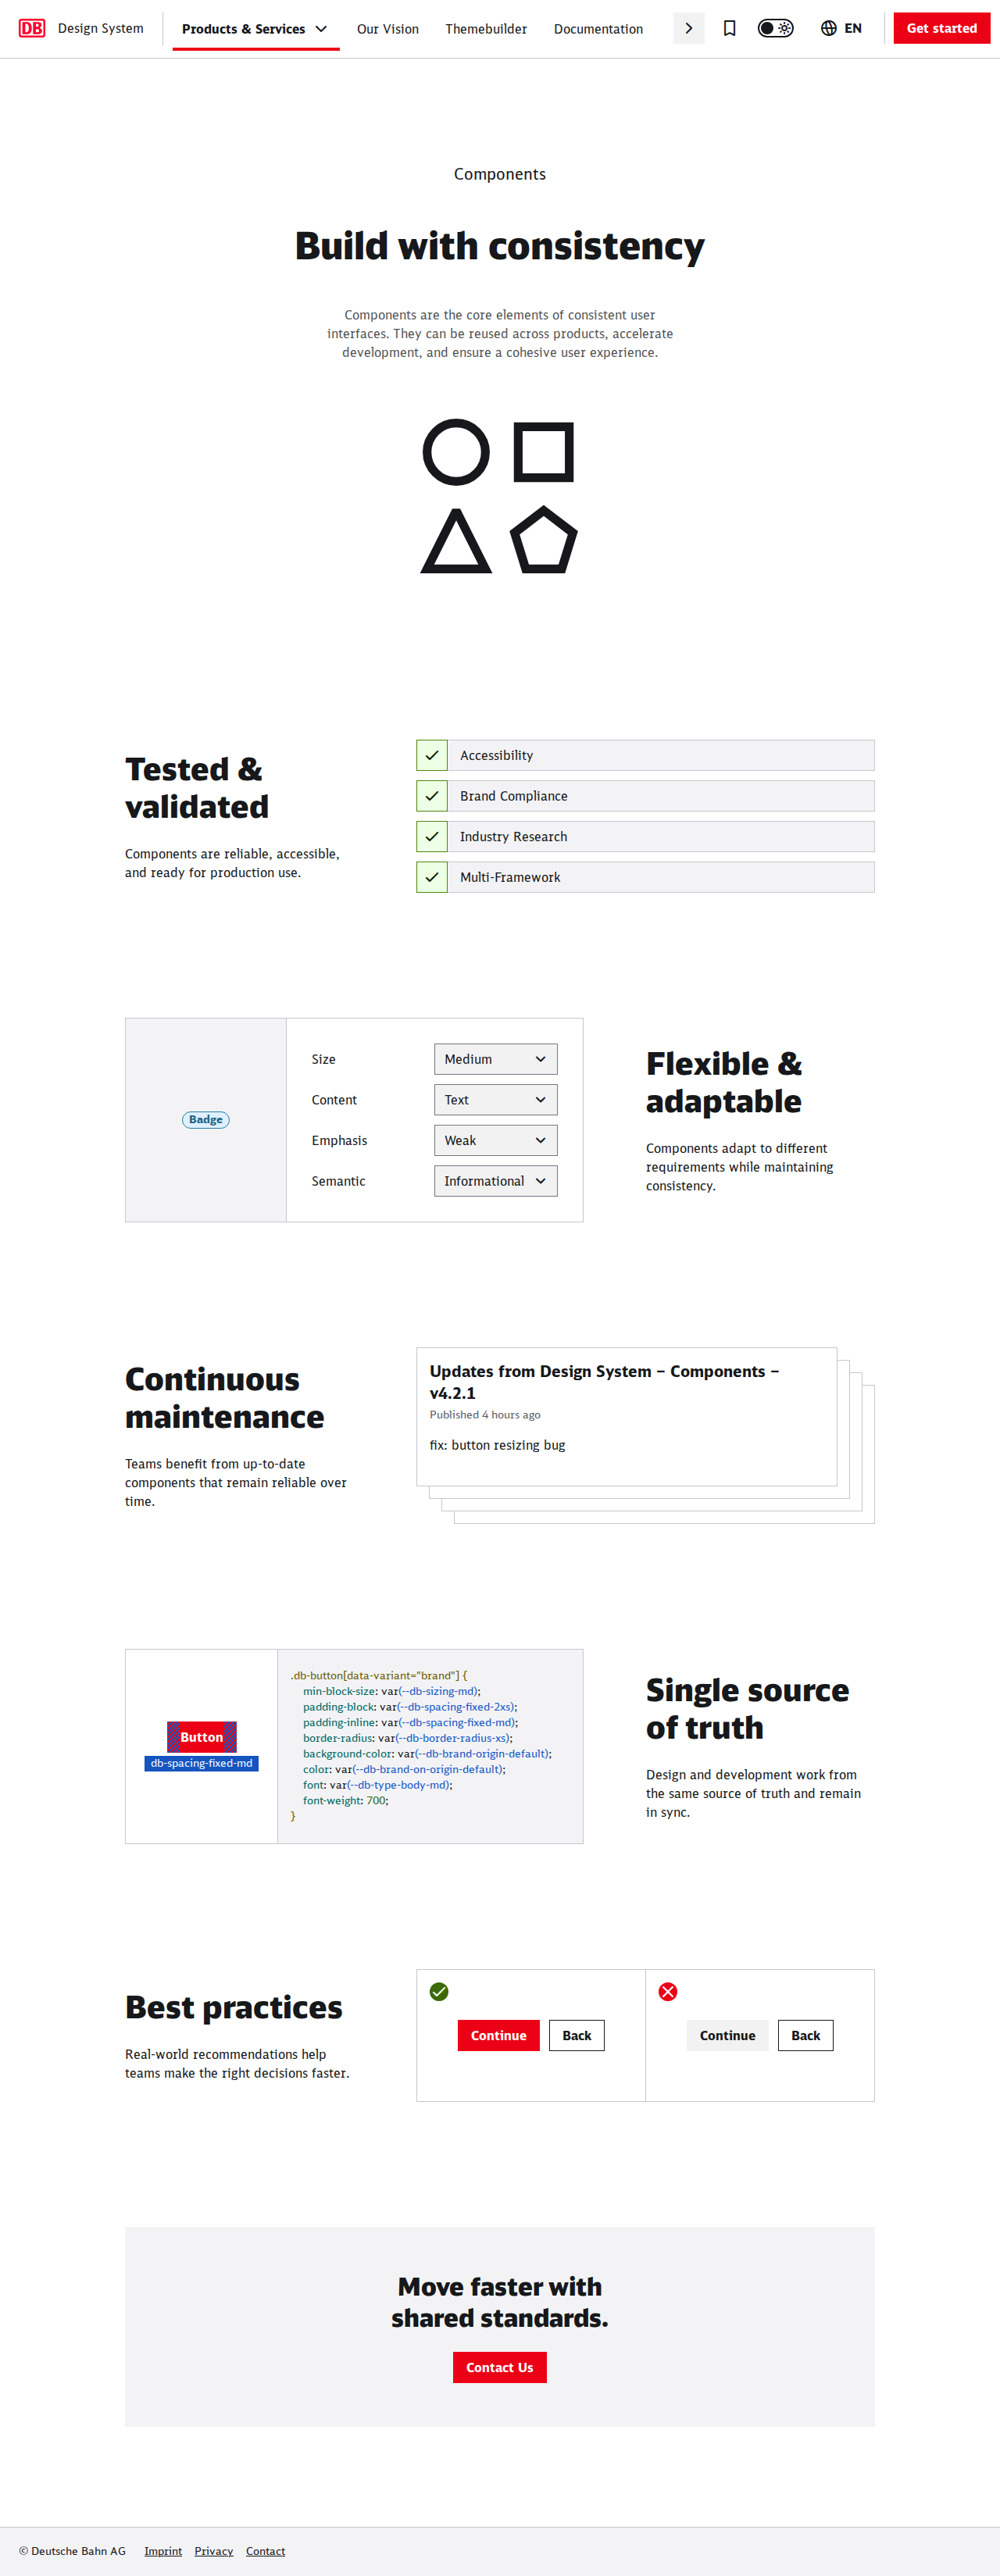 DB Design System
Products & Services
Our Vision
Themebuilder
Documentation
EN
Get started
Components
Build with consistency
Components are the core elements of consistent user
interfaces. They can be reused across products, accelerate
development, and ensure a cohesive user experience.
Tested &
validated
Components are reliable, accessible,
and ready for production use.
Accessibility
Brand Compliance
Industry Research
Multi-Framework
Badge
Size
Medium
Content
Text
Emphasis
Weak
Semantic
Informational
Flexible &
adaptable
Components adapt to different
requirements while maintaining
consistency.
Continuous
maintenance
Teams benefit from up-to-date
components that remain reliable over
time.
Updates from Design System – Components –
v4.2.1
Published 4 hours ago
fix: button resizing bug
Button
db-spacing-fixed-md
.db-button[data-variant="brand"] {
min-block-size: var(--db-sizing-md);
padding-block: var(--db-spacing-fixed-2xs);
padding-inline: var(--db-spacing-fixed-md);
border-radius: var(--db-border-radius-xs);
background-color: var(--db-brand-origin-default);
color: var(--db-brand-on-origin-default);
font: var(--db-type-body-md);
font-weight: 700;
}
Single source
of truth
Design and development work from
the same source of truth and remain
in sync.
Best practices
Real-world recommendations help
teams make the right decisions faster.
Continue
Back
Continue
Back
Move faster with
shared standards.
Contact Us
© Deutsche Bahn AG
Imprint
Privacy
Contact